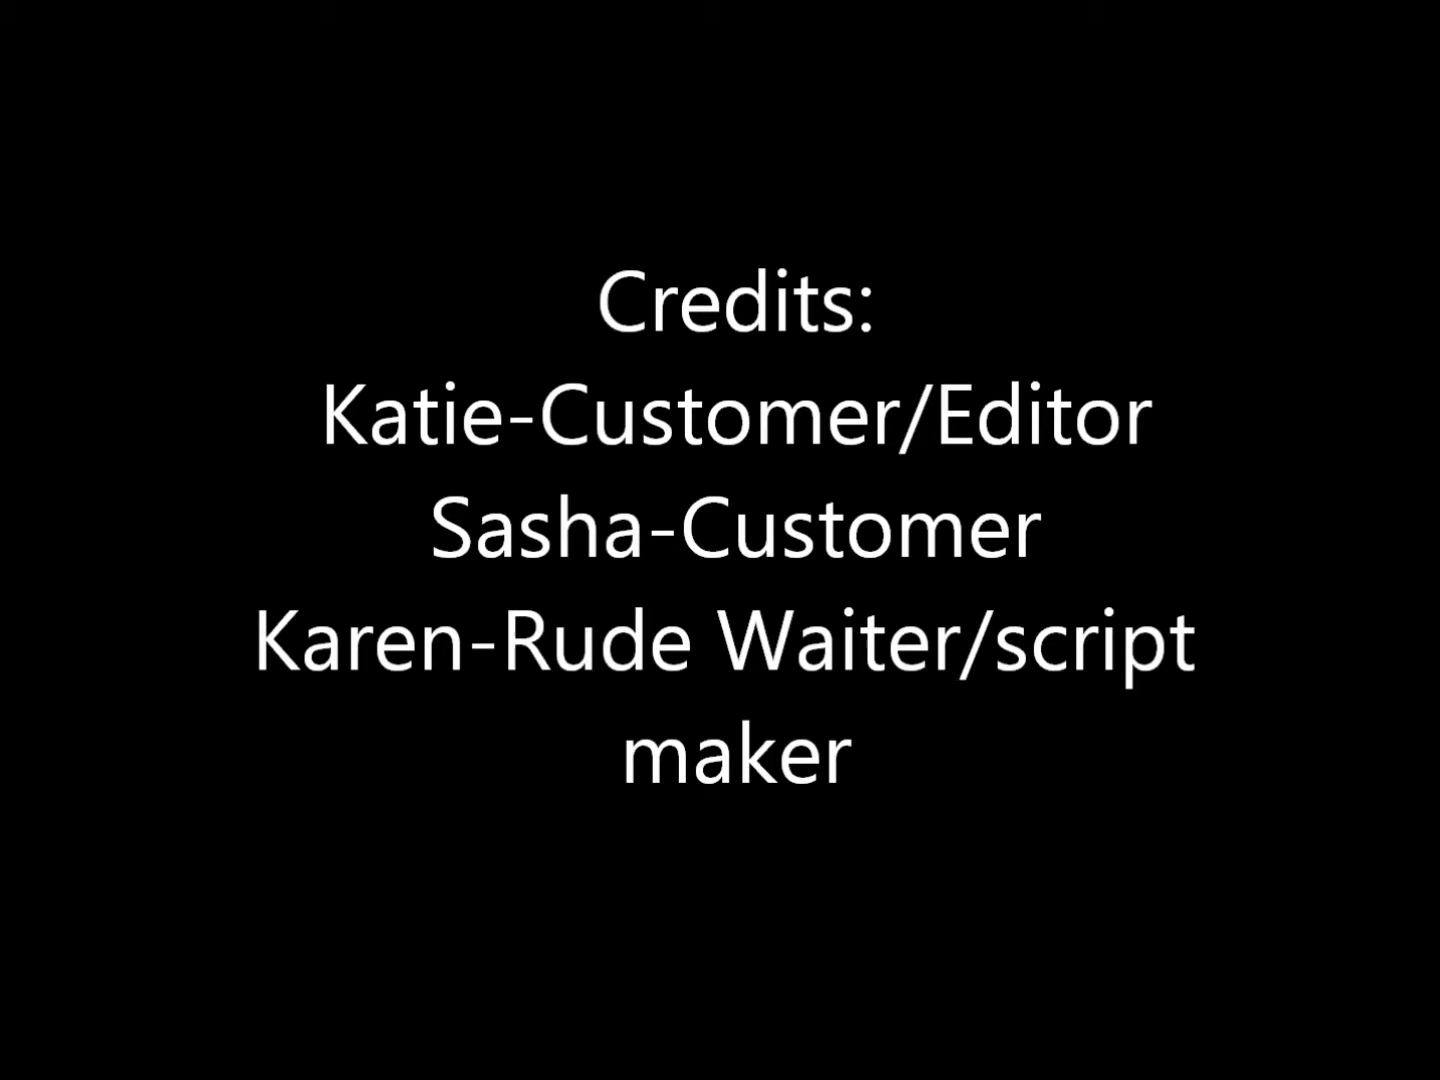 Credits:
Katie-Customer/Editor
Sasha-Customer
Karen-Rude Waiter/script
maker